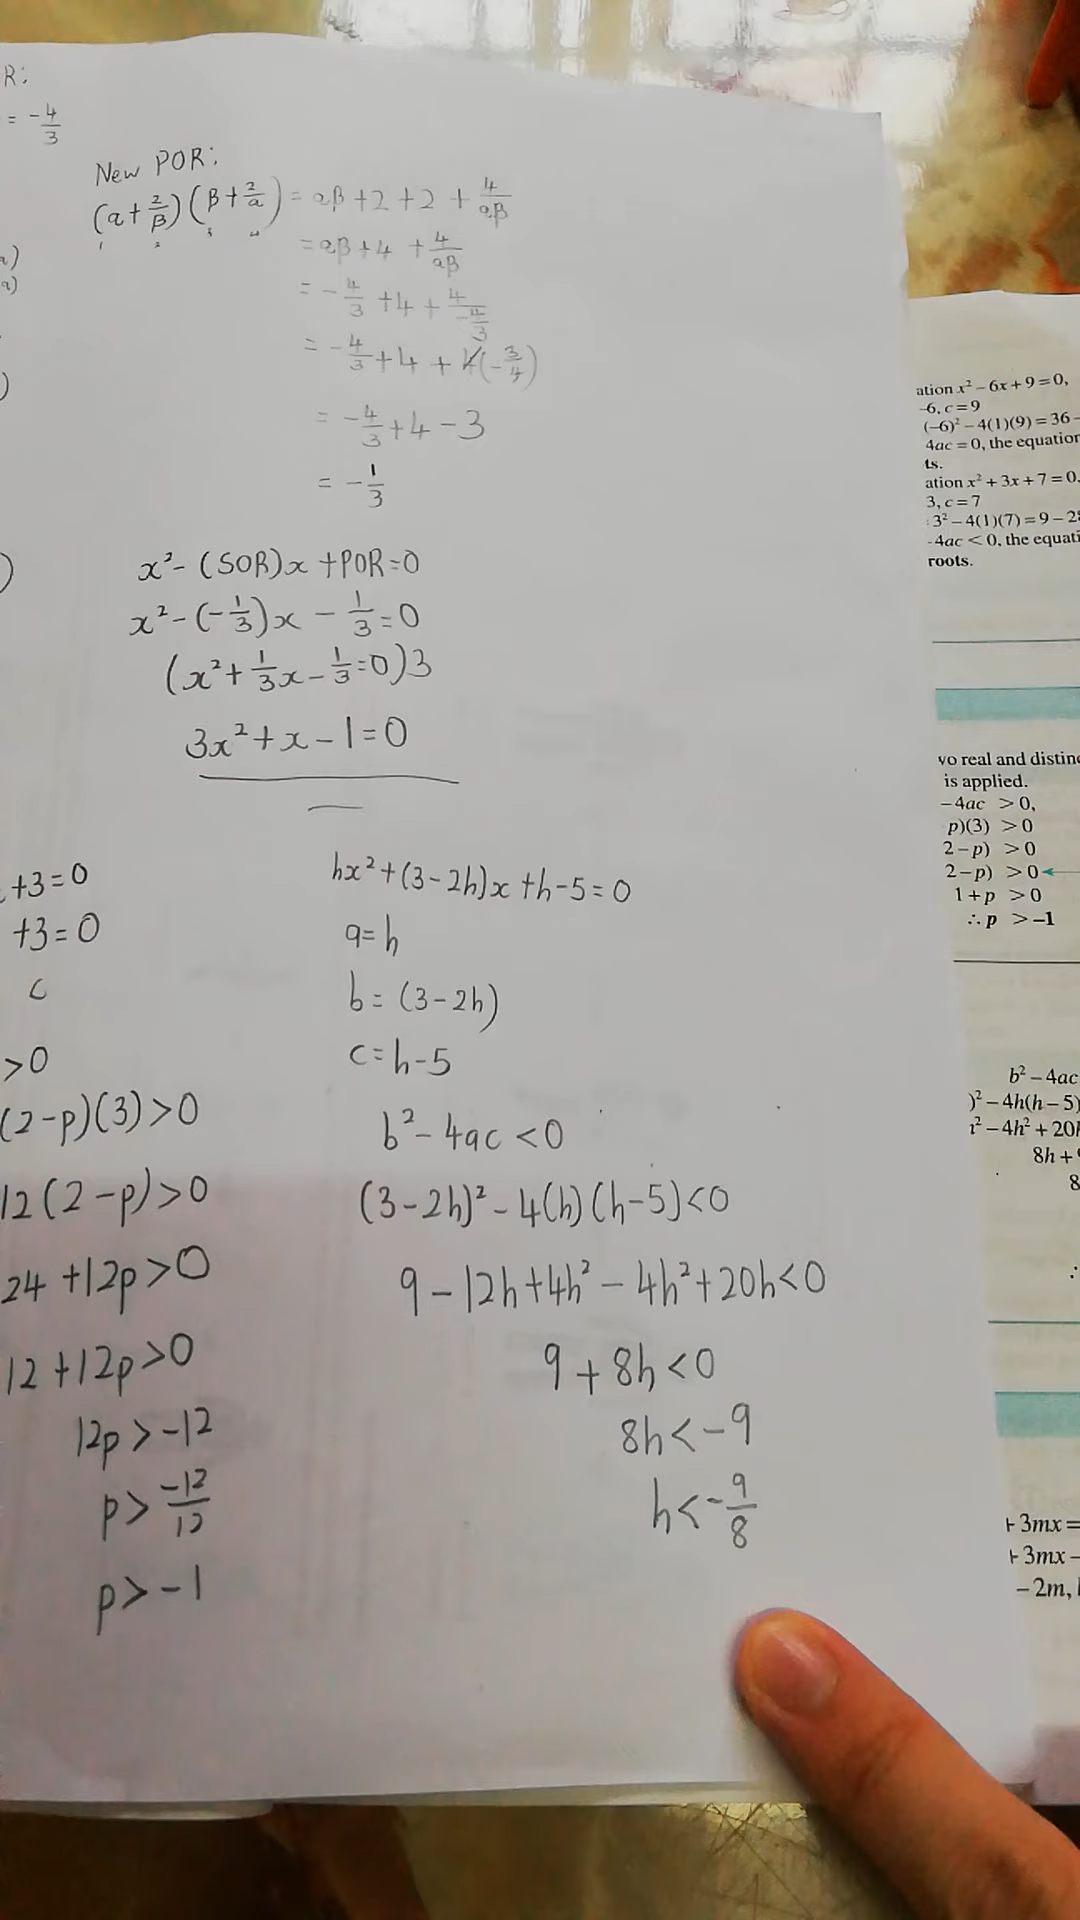 R:
= -4/3
New POR:
(α+2/β)(β+2/α) = αβ+2+2+4/αβ
1 2 3 4
= αβ+4+4/αβ
= -4/3+4+4/(-4/3)
= -4/3+4+4(-3/4)
= -4/3+4-3
= -1/3
x²-(SOR)x+POR=0
x²-(-1/3)x-1/3=0
(x²+1/3x-1/3=0)3
3x²+x-1=0
+3=0
+3=0
c
>0
(2-p)(3)>0
12(2-p)>0
24+12p>0
12+12p>0
12p>-12
p>-12/12
p>-1
hx²+(3-2h)x+h-5=0
a=h
b=(3-2h)
c=h-5
b²-4ac<0
(3-2h)²-4(h)(h-5)<0
9-12h+4h²-4h²+20h<0
9+8h<0
8h<-9
h<-9/8
ation x²-6x+9=0,
-6, c=9
(-6)²-4(1)(9)=36-
4ac=0, the equation
ts.
ation x²+3x+7=0,
3, c=7
3²-4(1)(7)=9-28
-4ac<0, the equati
roots.
vo real and distinc
is applied.
-4ac >0,
p)(3) >0
2-p) >0
2-p) >0
1+p >0
∴p >-1
b²-4ac
)²-4h(h-5)
-4h²+20h
8h+
8
∴
+3mx=
+3mx-
-2m,